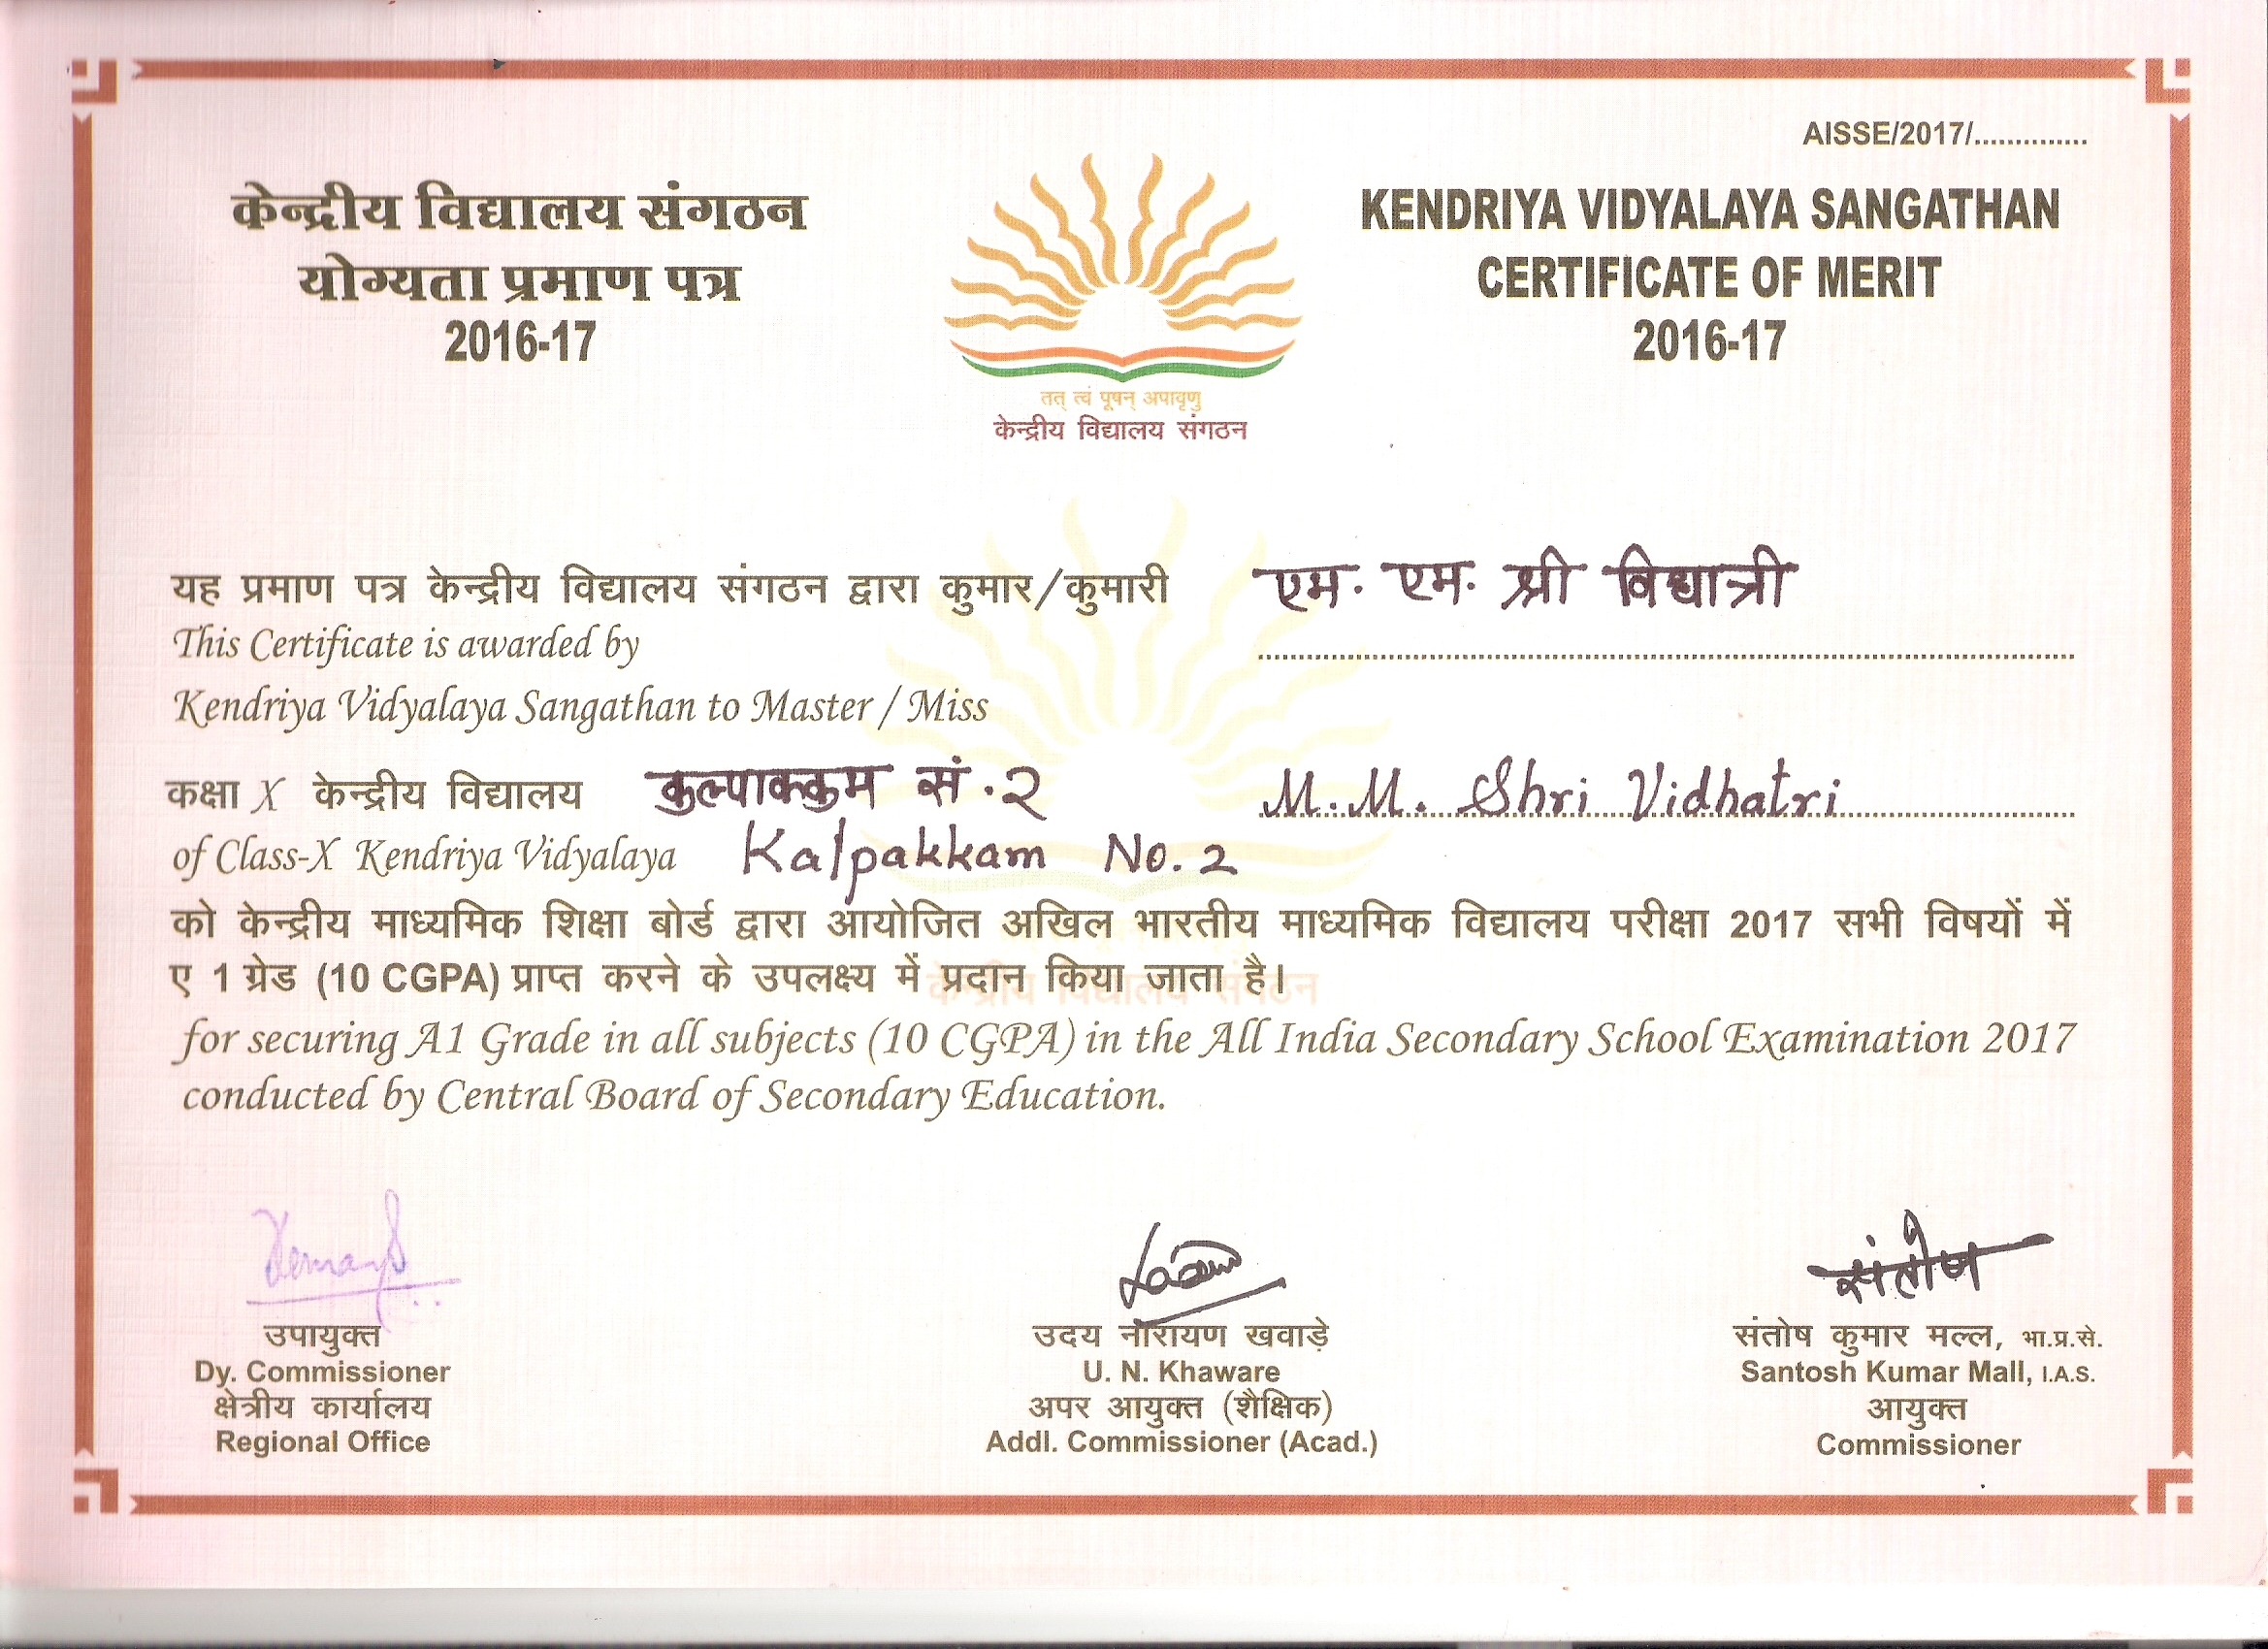 AISSE/2017/..............
केन्द्रीय विद्यालय संगठन
योग्यता प्रमाण पत्र
2016-17
तत् त्वं पूषन् अपावृणु
केन्द्रीय विद्यालय संगठन
KENDRIYA VIDYALAYA SANGATHAN
CERTIFICATE OF MERIT
2016-17
यह प्रमाण पत्र केन्द्रीय विद्यालय संगठन द्वारा कुमार/कुमारी एम. एम. श्री विधात्री
This Certificate is awarded by
Kendriya Vidyalaya Sangathan to Master / Miss
कक्षा X केन्द्रीय विद्यालय कुल्पाक्कुम सं.२ M. M. Shri Vidhatri
of Class-X Kendriya Vidyalaya Kalpakkam No. 2
को केन्द्रीय माध्यमिक शिक्षा बोर्ड द्वारा आयोजित अखिल भारतीय माध्यमिक विद्यालय परीक्षा 2017 सभी विषयों में
ए 1 ग्रेड (10 CGPA) प्राप्त करने के उपलक्ष्य में प्रदान किया जाता है।
केन्द्रीय विद्यालय संगठन
for securing A1 Grade in all subjects (10 CGPA) in the All India Secondary School Examination 2017
conducted by Central Board of Secondary Education.
संतोष
उपायुक्त
Dy. Commissioner
क्षेत्रीय कार्यालय
Regional Office
उदय नारायण खवाड़े
U. N. Khaware
अपर आयुक्त (शैक्षिक)
Addl. Commissioner (Acad.)
संतोष कुमार मल्ल, भा.प्र.से.
Santosh Kumar Mall, I.A.S.
आयुक्त
Commissioner